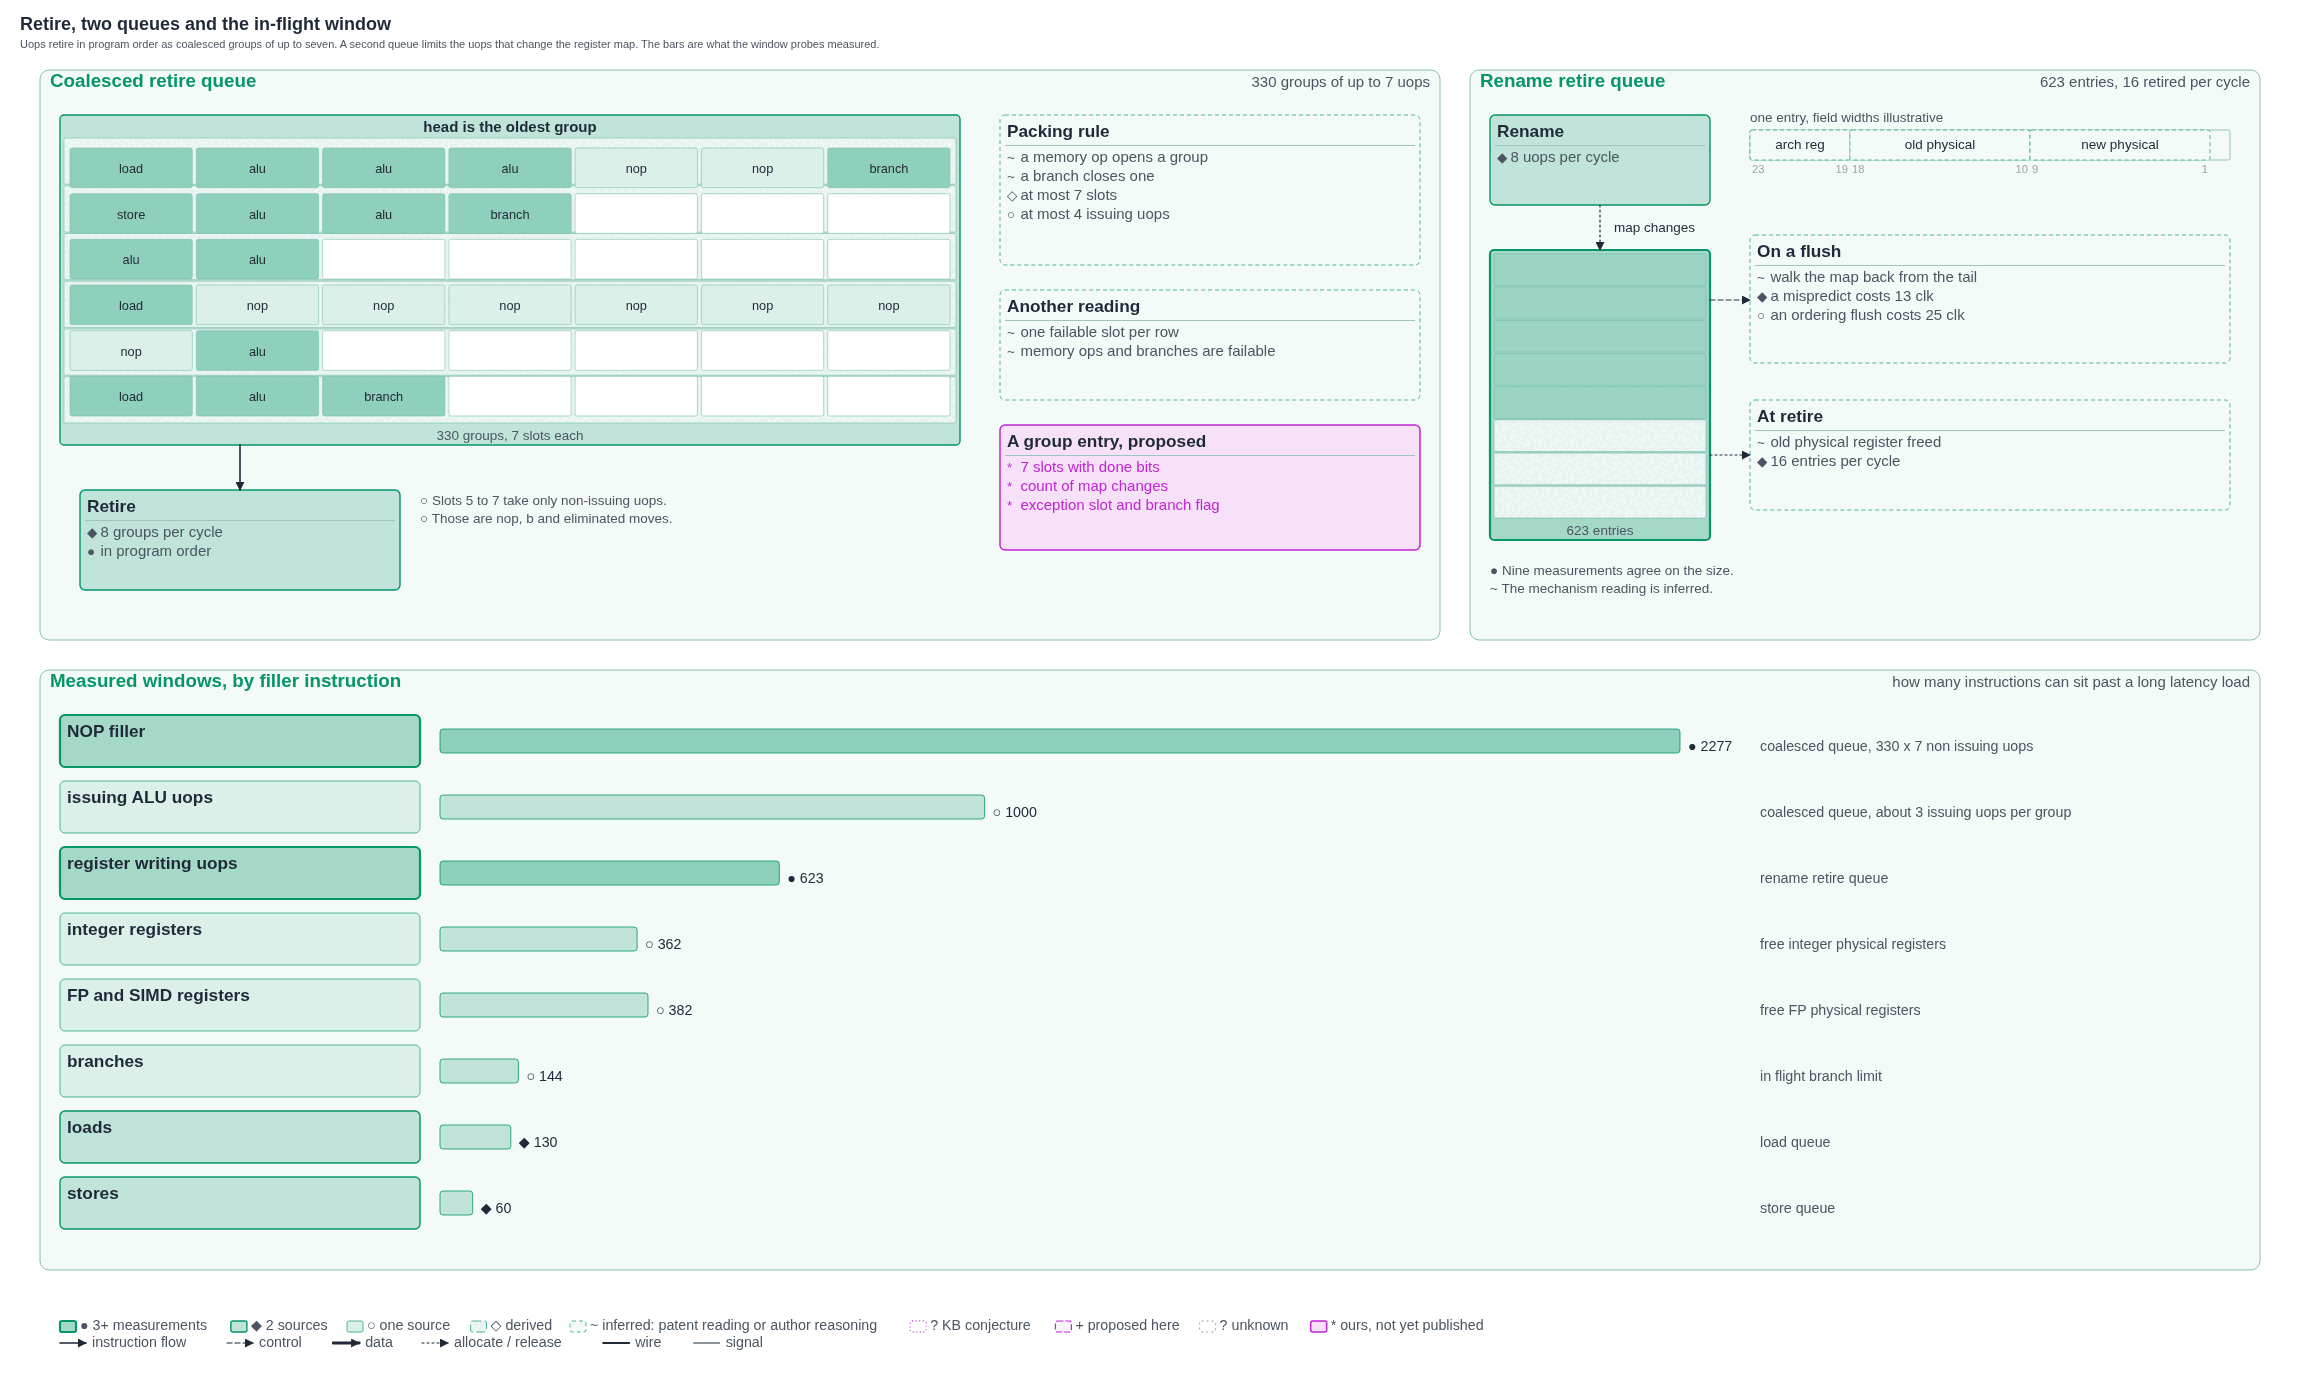 Retire, two queues and the in-flight window
Uops retire in program order as coalesced groups of up to seven. A second queue limits the uops that change the register map. The bars are what the window probes measured.
Coalesced retire queue
330 groups of up to 7 uops
head is the oldest group
load alu alu alu nop nop branch
store alu alu branch
alu alu
load nop nop nop nop nop nop
nop alu
load alu branch
330 groups, 7 slots each
Retire
◆ 8 groups per cycle
● in program order
○ Slots 5 to 7 take only non-issuing uops.
○ Those are nop, b and eliminated moves.
Packing rule
~ a memory op opens a group
~ a branch closes one
◇ at most 7 slots
○ at most 4 issuing uops
Another reading
~ one failable slot per row
~ memory ops and branches are failable
A group entry, proposed
* 7 slots with done bits
* count of map changes
* exception slot and branch flag
Rename retire queue
623 entries, 16 retired per cycle
Rename
◆ 8 uops per cycle
map changes
623 entries
● Nine measurements agree on the size.
~ The mechanism reading is inferred.
one entry, field widths illustrative
arch reg old physical new physical
23 19 18 10 9 1
On a flush
~ walk the map back from the tail
◆ a mispredict costs 13 clk
○ an ordering flush costs 25 clk
At retire
~ old physical register freed
◆ 16 entries per cycle
Measured windows, by filler instruction
how many instructions can sit past a long latency load
NOP filler ● 2277 coalesced queue, 330 x 7 non issuing uops
issuing ALU uops ○ 1000 coalesced queue, about 3 issuing uops per group
register writing uops ● 623 rename retire queue
integer registers ○ 362 free integer physical registers
FP and SIMD registers ○ 382 free FP physical registers
branches ○ 144 in flight branch limit
loads ◆ 130 load queue
stores ◆ 60 store queue
● 3+ measurements ◆ 2 sources ○ one source ◇ derived ~ inferred: patent reading or author reasoning ? KB conjecture + proposed here ? unknown * ours, not yet published
instruction flow control data allocate / release wire signal